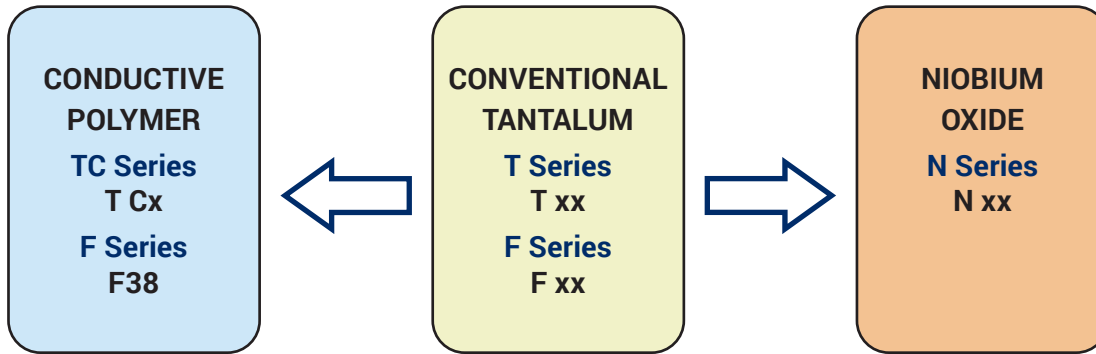 CONDUCTIVE
POLYMER
TC Series
T Cx
F Series
F38
CONVENTIONAL
TANTALUM
T Series
T xx
F Series
F xx
NIOBIUM
OXIDE
N Series
N xx